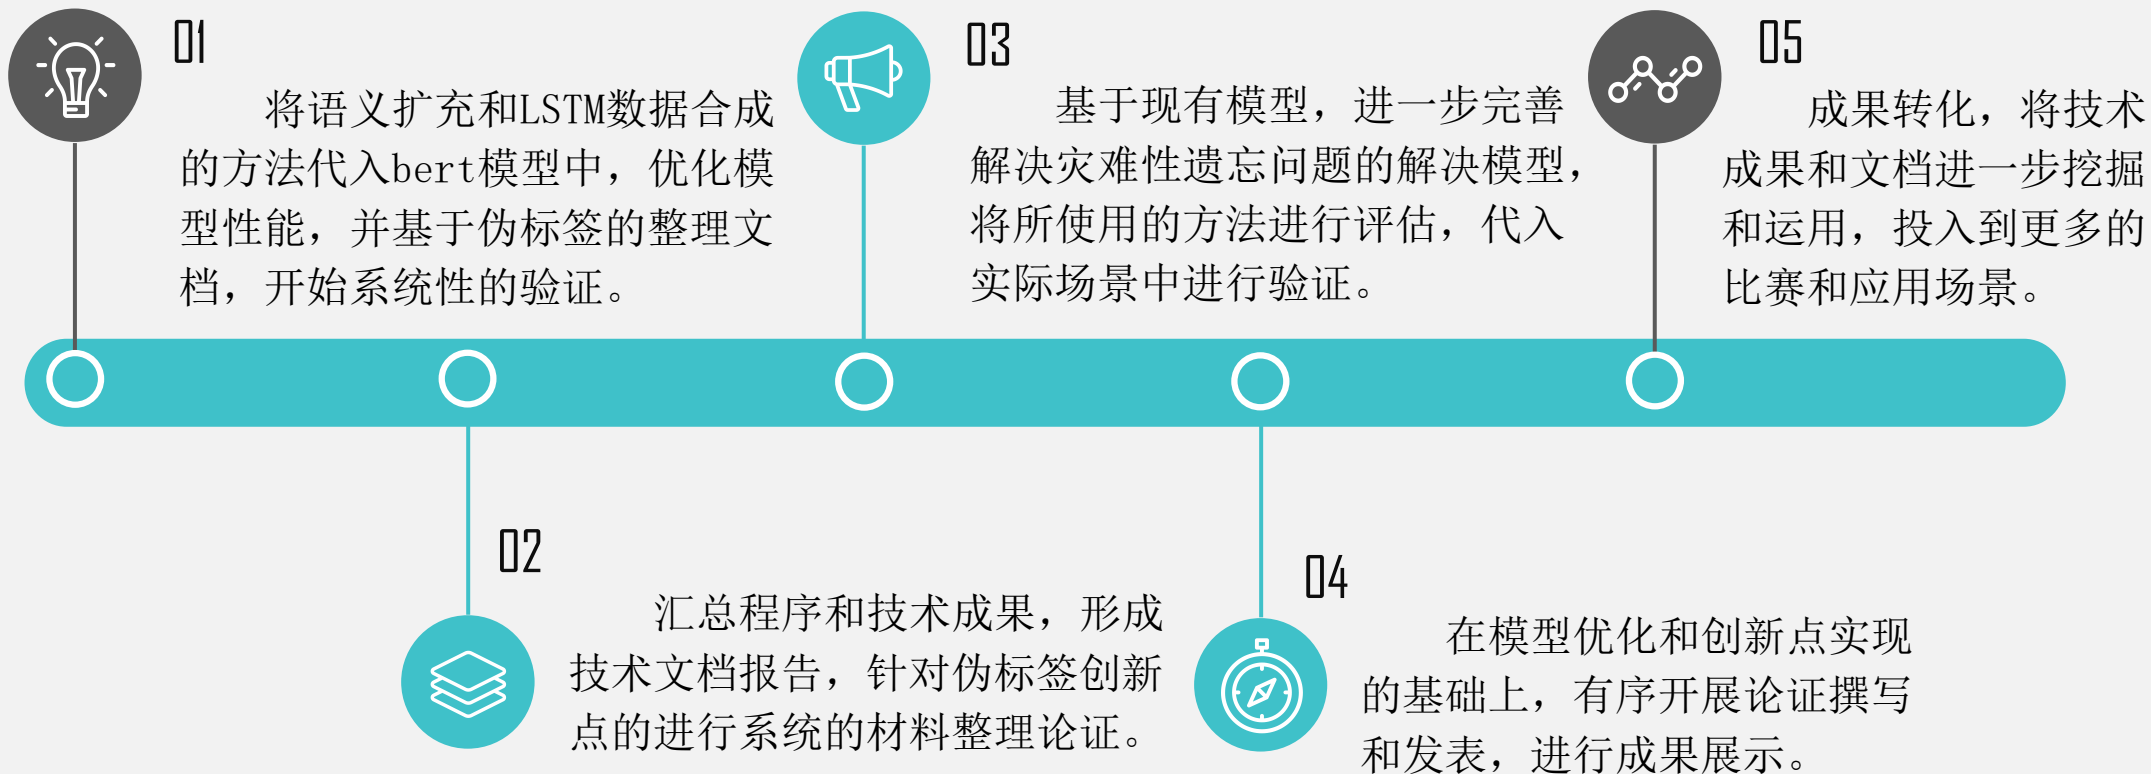 01
将语义扩充和LSTM数据合成
的方法代入bert模型中，优化模
型性能，并基于伪标签的整理文
档，开始系统性的验证。
02
汇总程序和技术成果，形成
技术文档报告，针对伪标签创新
点的进行系统的材料整理论证。
03
基于现有模型，进一步完善
解决灾难性遗忘问题的解决模型，
将所使用的方法进行评估，代入
实际场景中进行验证。
04
在模型优化和创新点实现
的基础上，有序开展论证撰写
和发表，进行成果展示。
05
成果转化，将技术
成果和文档进一步挖掘
和运用，投入到更多的
比赛和应用场景。